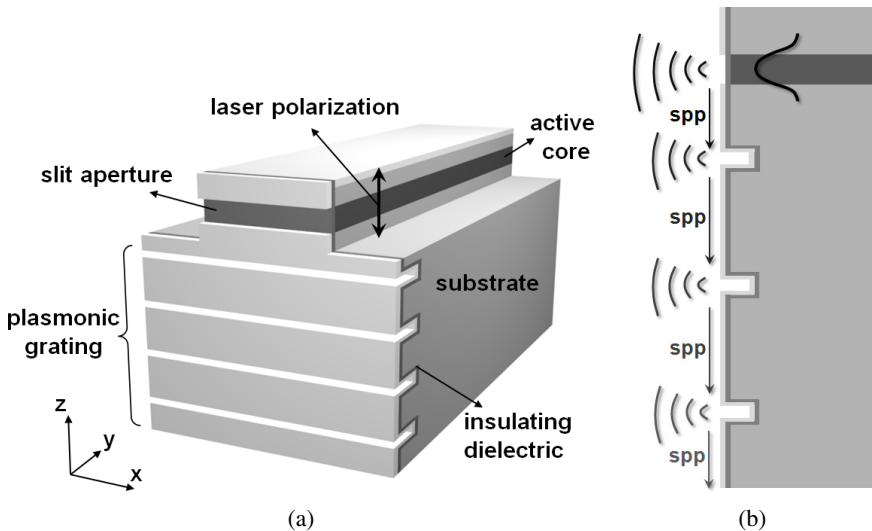 laser polarization
active
core
slit aperture
substrate
plasmonic
grating
insulating
dielectric
z
y
x
(a)
spp
spp
spp
spp
(b)